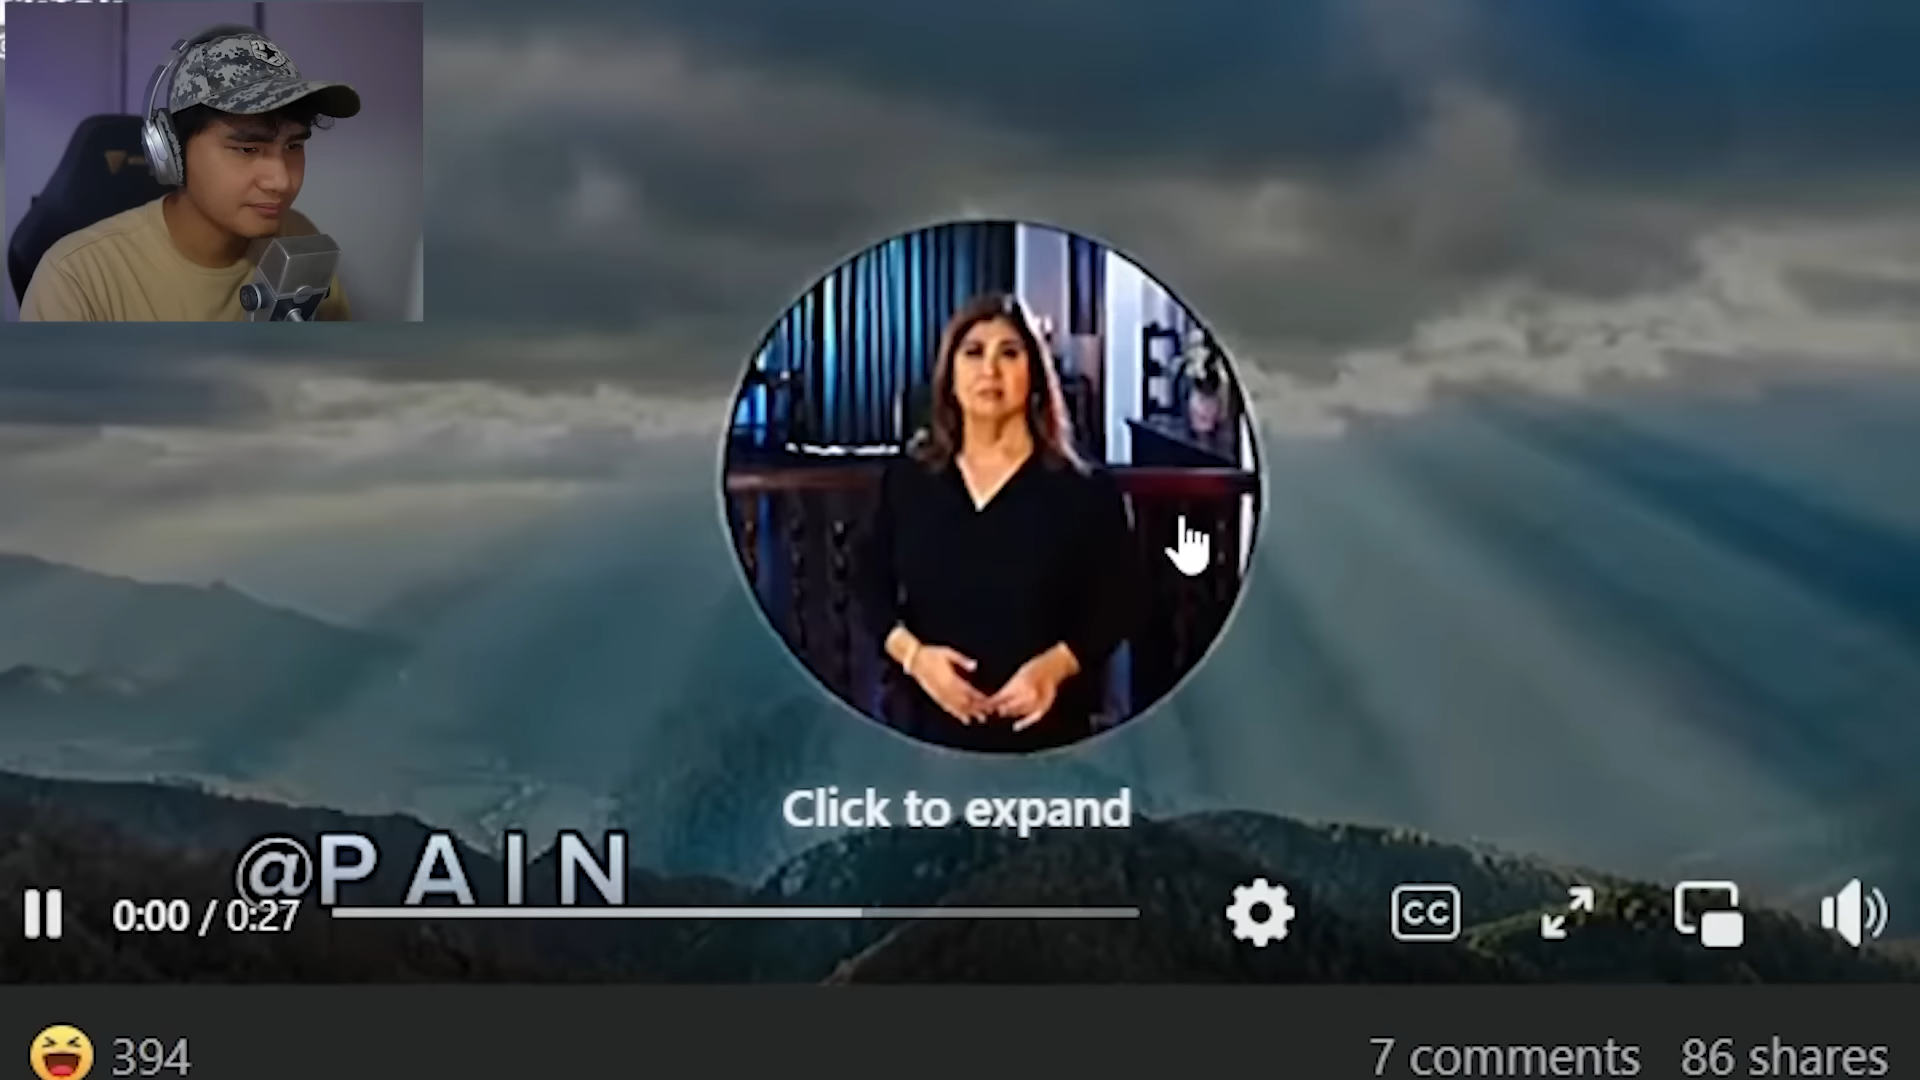 Click to expand
@PAIN
0:00 / 0:27
CC
394
7 comments
86 shares